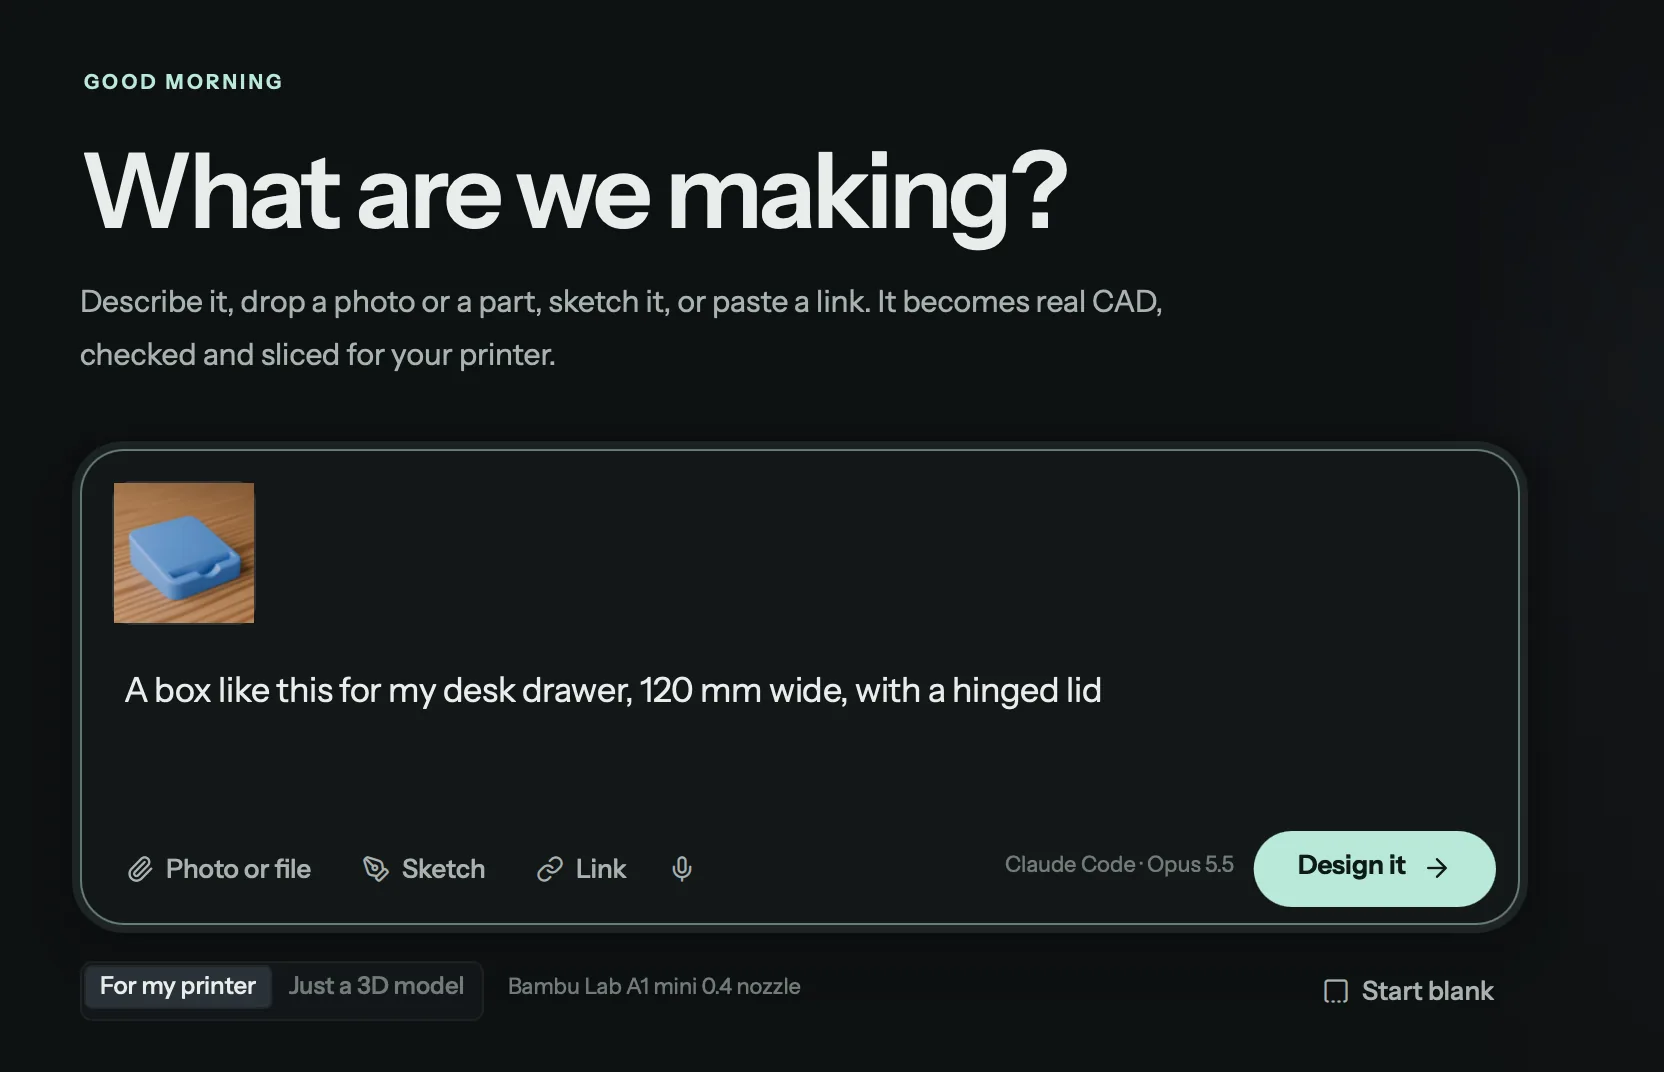 GOOD MORNING
What are we making?
Describe it, drop a photo or a part, sketch it, or paste a link. It becomes real CAD,
checked and sliced for your printer.
A box like this for my desk drawer, 120 mm wide, with a hinged lid
Photo or file
Sketch
Link
Claude Code · Opus 5.5
Design it
For my printer
Just a 3D model
Bambu Lab A1 mini 0.4 nozzle
Start blank